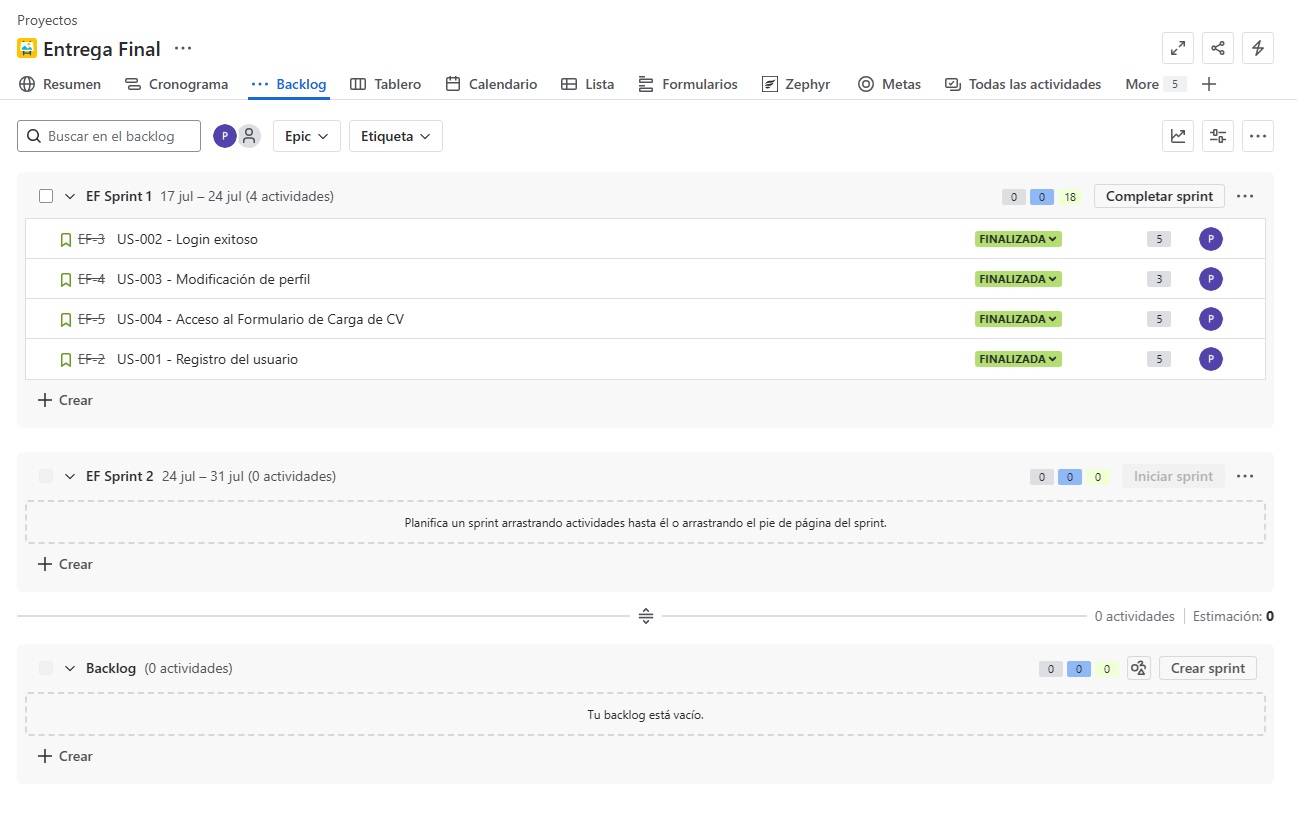 Proyectos
Entrega Final
Resumen Cronograma Backlog Tablero Calendario Lista Formularios Zephyr Metas Todas las actividades More 5
Buscar en el backlog P Epic Etiqueta
EF Sprint 1 17 jul – 24 jul (4 actividades) 0 0 18 Completar sprint
EF-3 US-002 - Login exitoso FINALIZADA 5 P
EF-4 US-003 - Modificación de perfil FINALIZADA 3 P
EF-5 US-004 - Acceso al Formulario de Carga de CV FINALIZADA 5 P
EF-2 US-001 - Registro del usuario FINALIZADA 5 P
Crear
EF Sprint 2 24 jul – 31 jul (0 actividades) 0 0 0 Iniciar sprint
Planifica un sprint arrastrando actividades hasta él o arrastrando el pie de página del sprint.
Crear
0 actividades Estimación: 0
Backlog (0 actividades) 0 0 0 Crear sprint
Tu backlog está vacío.
Crear